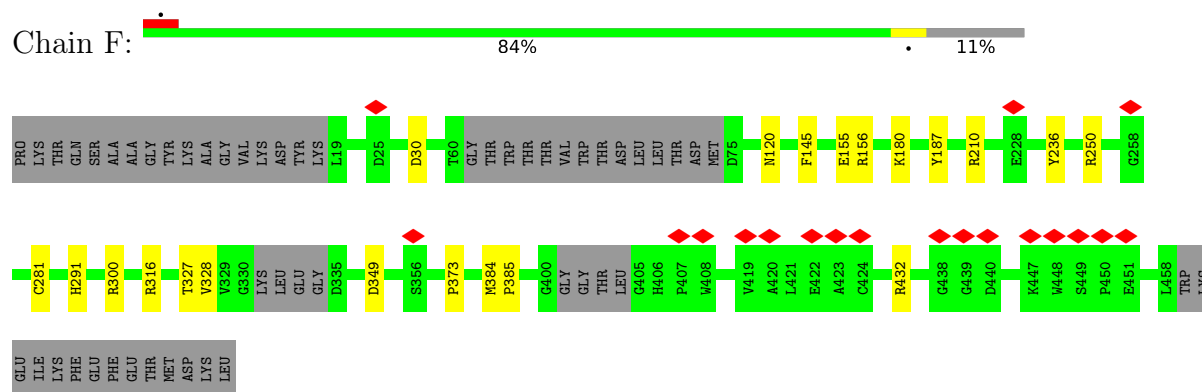 Chain F:
84%
11%
PRO LYS THR GLN SER ALA ALA GLY TYR LYS ALA GLY VAL LYS ASP TYR LYS L19 D25 D30 T60 GLY THR TRP THR THR VAL TRP THR ASP LEU LEU THR ASP MET D75 N120 F145 E155 R156 K180 Y187 R210 E228 Y236 R250 G258
C281 H291 R300 R316 T327 V328 V329 G330 LYS LEU GLU GLY D335 D349 S356 P373 M384 P385 G400 GLY GLY THR LEU G405 H406 P407 W408 V419 A420 L421 E422 A423 C424 R432 G438 G439 D440 K447 W448 S449 P450 E451 L458 TRP LYS
GLU ILE LYS PHE GLU PHE GLU THR MET ASP LYS LEU